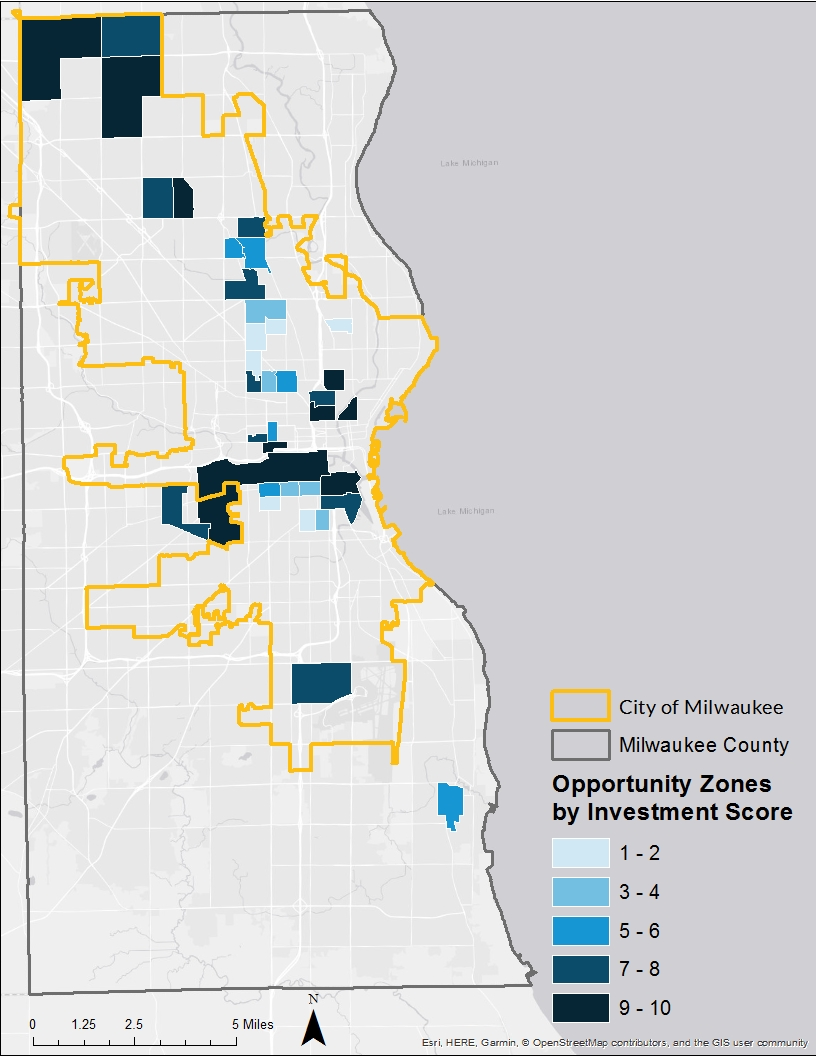 Lake Michigan
Lake Michigan
City of Milwaukee
Milwaukee County
Opportunity Zones
by Investment Score
1 - 2
3 - 4
5 - 6
7 - 8
9 - 10
N
0 1.25 2.5 5 Miles
Esri, HERE, Garmin, © OpenStreetMap contributors, and the GIS user community